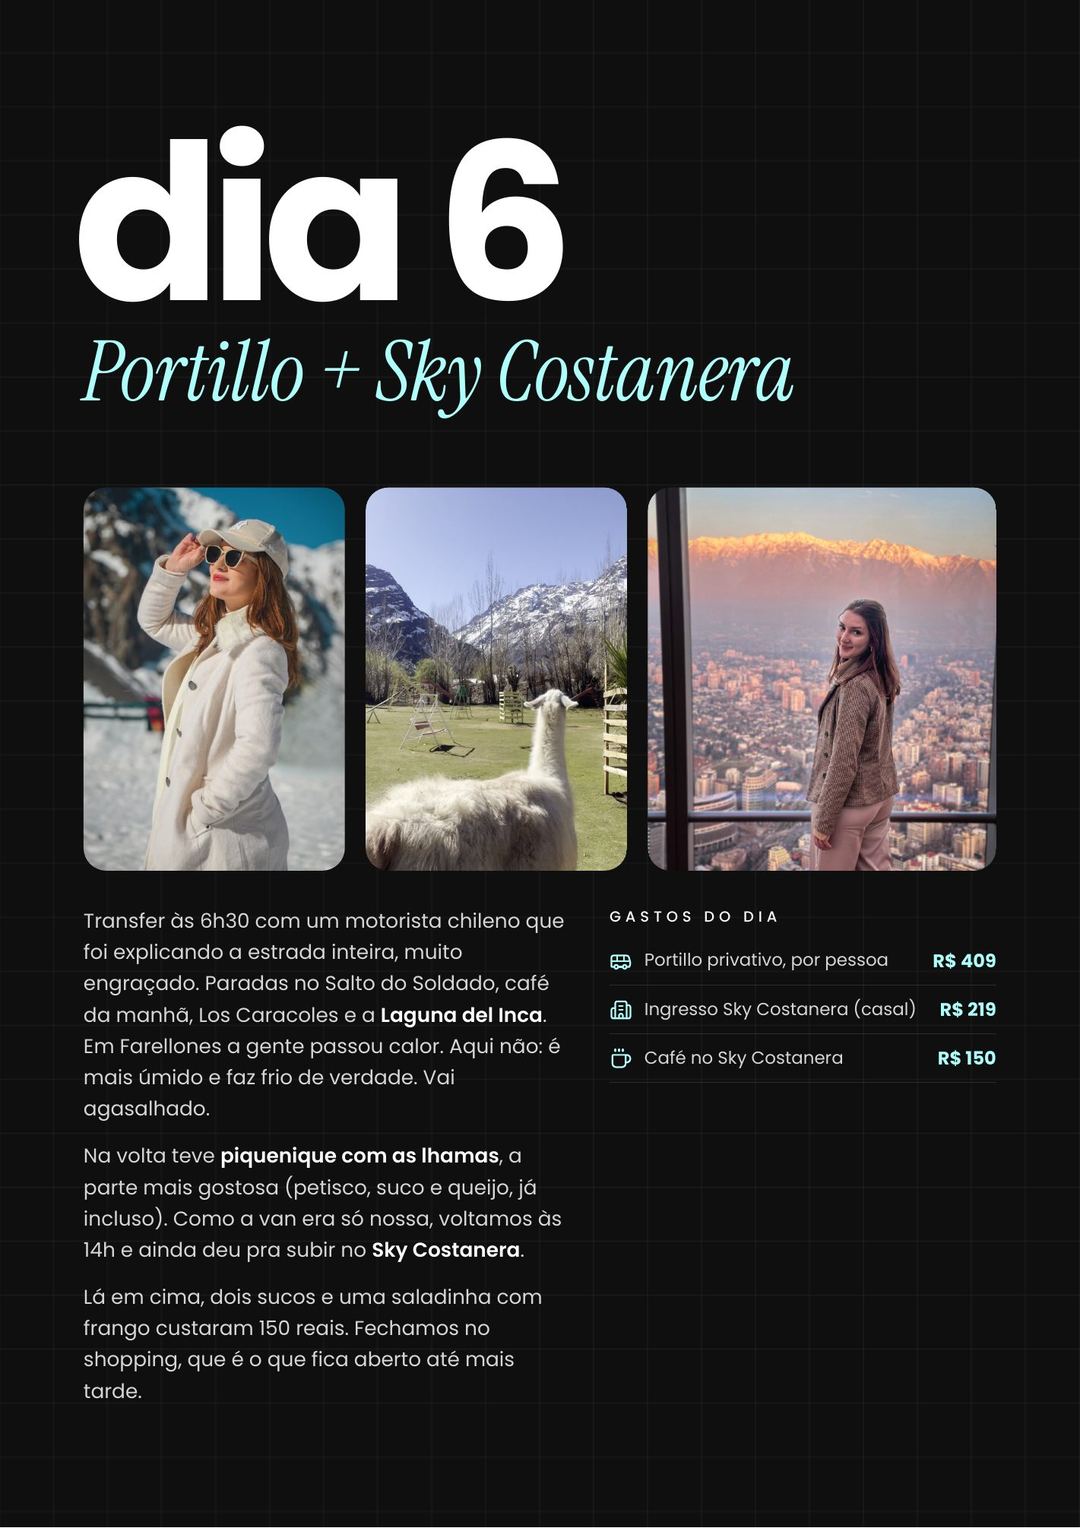 dia 6
Portillo + Sky Costanera
Transfer às 6h30 com um motorista chileno que
foi explicando a estrada inteira, muito
engraçado. Paradas no Salto do Soldado, café
da manhã, Los Caracoles e a Laguna del Inca.
Em Farellones a gente passou calor. Aqui não: é
mais úmido e faz frio de verdade. Vai
agasalhado.
Na volta teve piquenique com as lhamas, a
parte mais gostosa (petisco, suco e queijo, já
incluso). Como a van era só nossa, voltamos às
14h e ainda deu pra subir no Sky Costanera.
Lá em cima, dois sucos e uma saladinha com
frango custaram 150 reais. Fechamos no
shopping, que é o que fica aberto até mais
tarde.
GASTOS DO DIA
Portillo privativo, por pessoa R$ 409
Ingresso Sky Costanera (casal) R$ 219
Café no Sky Costanera R$ 150